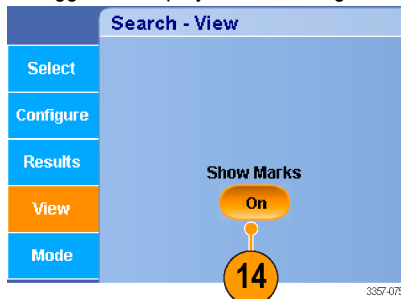 Search - View
Select
Configure
Results
Show Marks
View
On
Mode
14
3357-075